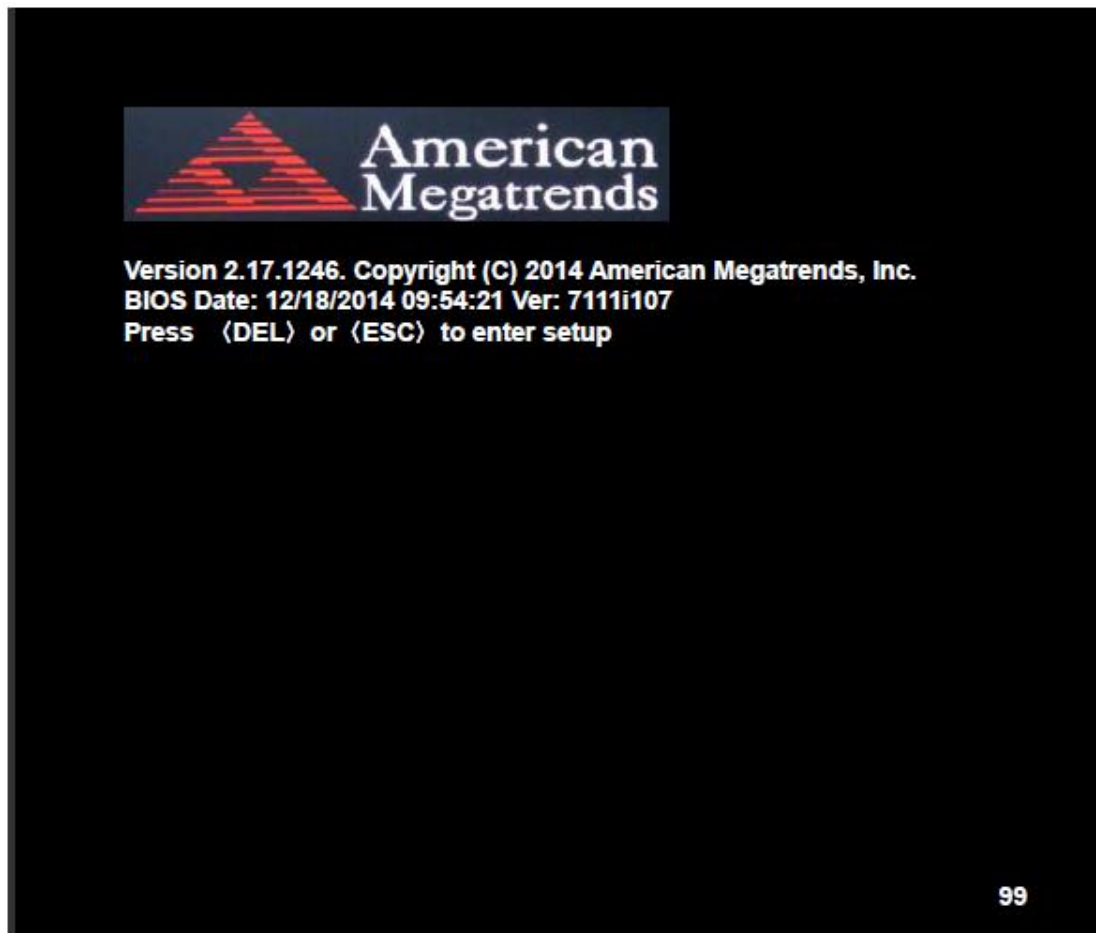 American
Megatrends
Version 2.17.1246. Copyright (C) 2014 American Megatrends, Inc.
BIOS Date: 12/18/2014 09:54:21 Ver: 7111i107
Press 〈DEL〉 or 〈ESC〉 to enter setup
99